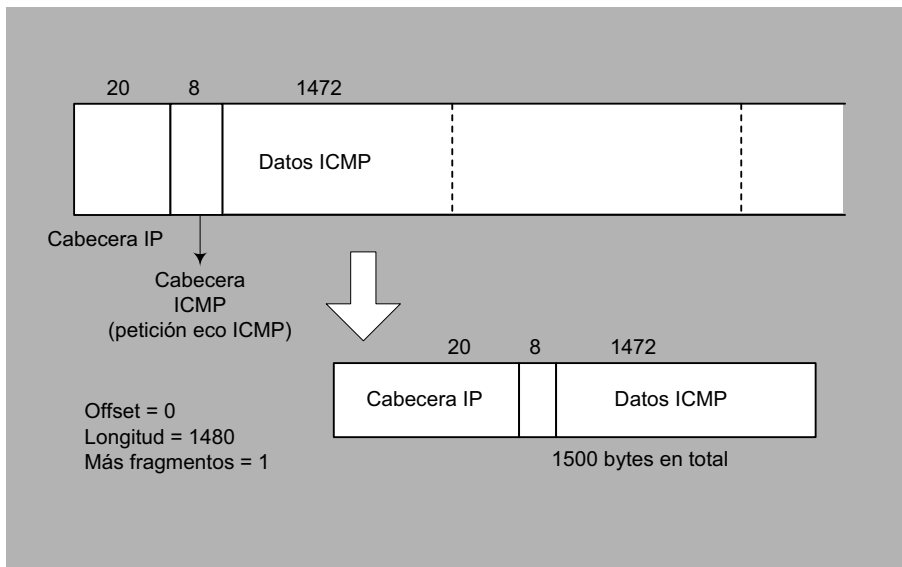 20 8 1472
Datos ICMP
Cabecera IP
Cabecera
ICMP
(petición eco ICMP)
20 8 1472
Cabecera IP Datos ICMP
Offset = 0
Longitud = 1480
Más fragmentos = 1
1500 bytes en total